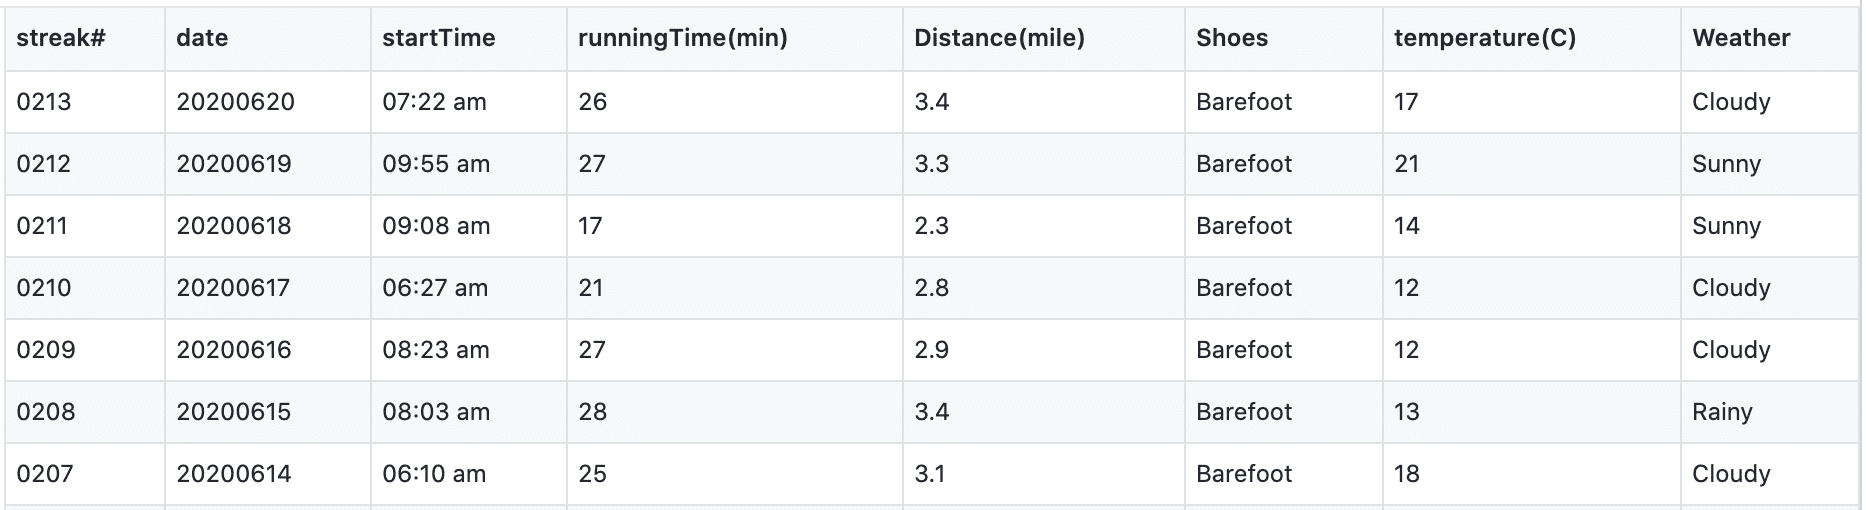 streak# date startTime runningTime(min) Distance(mile) Shoes temperature(C) Weather
0213 20200620 07:22 am 26 3.4 Barefoot 17 Cloudy
0212 20200619 09:55 am 27 3.3 Barefoot 21 Sunny
0211 20200618 09:08 am 17 2.3 Barefoot 14 Sunny
0210 20200617 06:27 am 21 2.8 Barefoot 12 Cloudy
0209 20200616 08:23 am 27 2.9 Barefoot 12 Cloudy
0208 20200615 08:03 am 28 3.4 Barefoot 13 Rainy
0207 20200614 06:10 am 25 3.1 Barefoot 18 Cloudy